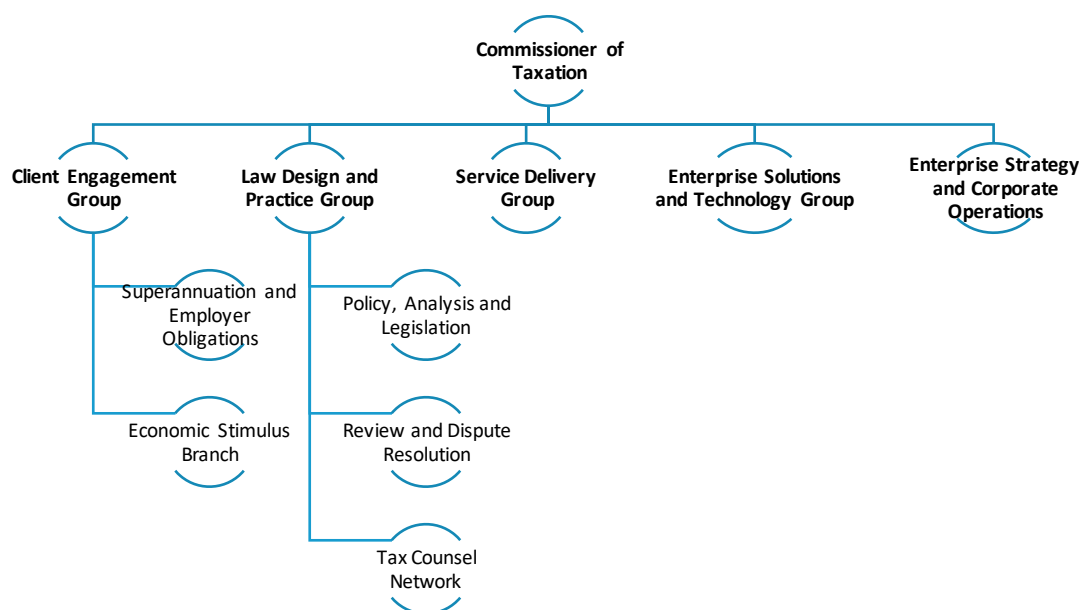 Commissioner of
Taxation
Client Engagement
Group
Law Design and
Practice Group
Service Delivery
Group
Enterprise Solutions
and Technology Group
Enterprise Strategy
and Corporate
Operations
Superannuation and
Employer
Obligations
Policy, Analysis and
Legislation
Economic Stimulus
Branch
Review and Dispute
Resolution
Tax Counsel
Network